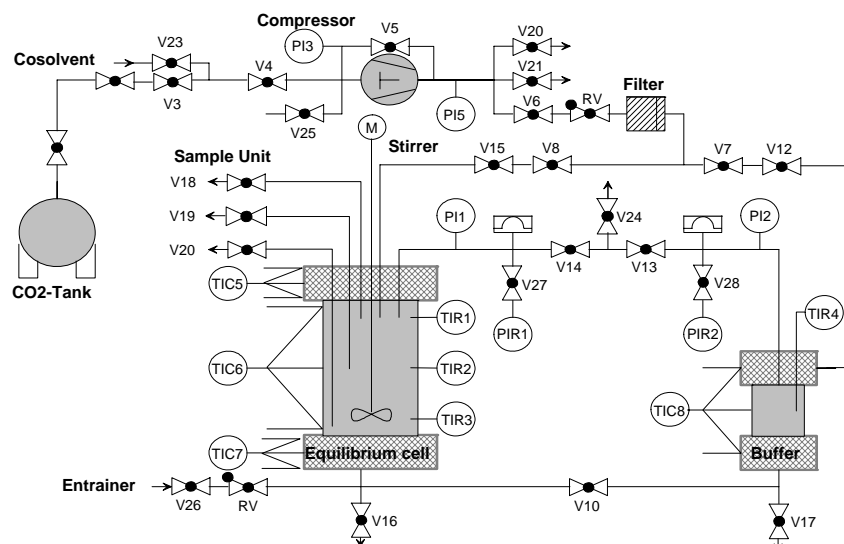 Compressor
V20
V5
V23
PI3
Cosolvent
V4
V21
V3
V6
RV
Filter
PI5
V25
M
Stirrer
V15
V8
V7
V12
Sample Unit
V18
V19
V20
PI1
V24
PI2
V14
V13
V27
V28
TIC5
CO2-Tank
TIR1
PIR1
PIR2
TIR4
TIC6
TIR2
TIC8
TIR3
TIC7
Equilibrium cell
Buffer
Entrainer
V26
RV
V16
V10
V17